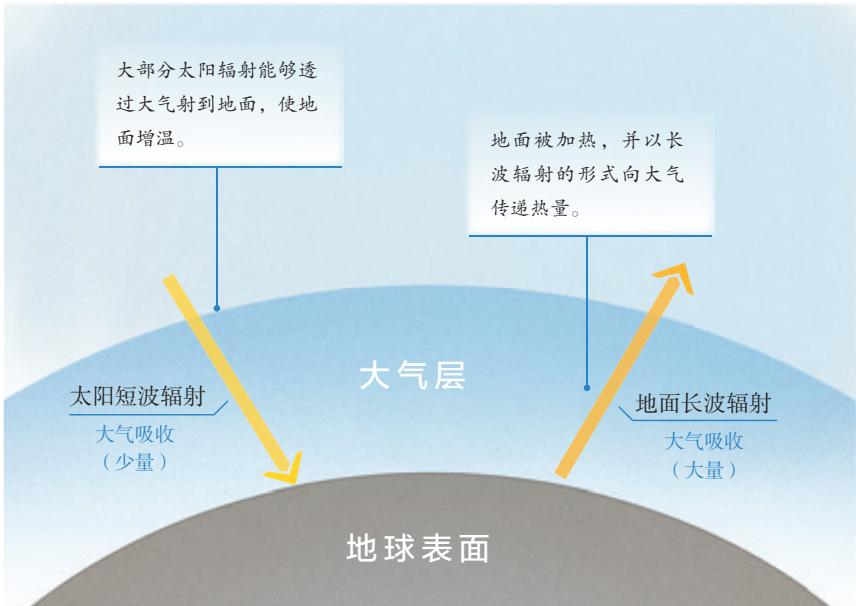 大部分太阳辐射能够透
过大气射到地面，使地
面增温。
地面被加热，并以长
波辐射的形式向大气
传递热量。
大气层
太阳短波辐射
大气吸收
（少量）
地面长波辐射
大气吸收
（大量）
地球表面